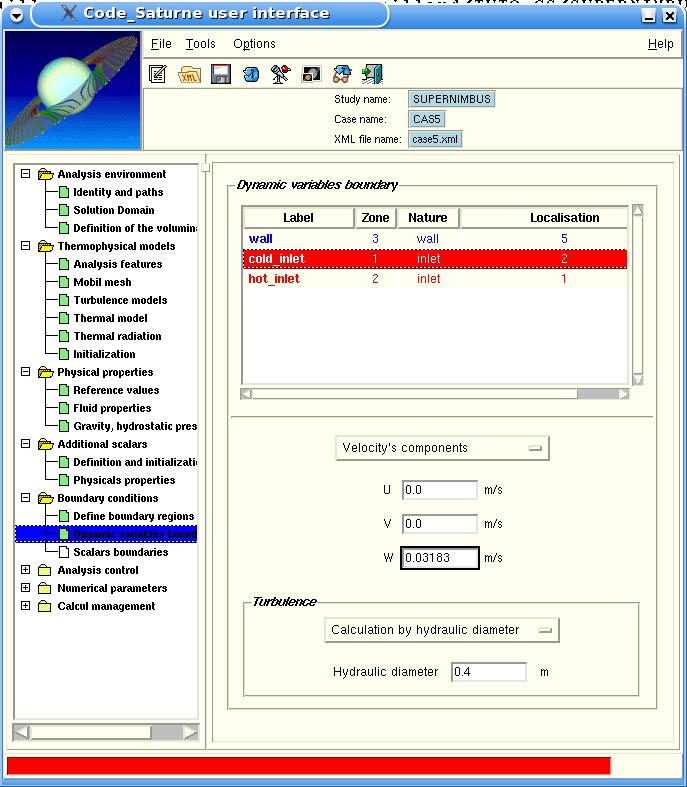 Code_Saturne user interface
File Tools Options Help
XML
Study name: SUPERNIMBUS
Case name: CAS5
XML file name: case5.xml
Analysis environment
Identity and paths
Solution Domain
Definition of the volumin
Thermophysical models
Analysis features
Mobil mesh
Turbulence models
Thermal model
Thermal radiation
Initialization
Physical properties
Reference values
Fluid properties
Gravity, hydrostatic pres
Additional scalars
Definition and initializati
Physicals properties
Boundary conditions
Define boundary regions
Dynamic variables bound
Scalars boundaries
Analysis control
Numerical parameters
Calcul management
Dynamic variables boundary
Label Zone Nature Localisation
wall 3 wall 5
cold_inlet 1 inlet 2
hot_inlet 2 inlet 1
Velocity's components
U 0.0 m/s
V 0.0 m/s
W 0.03183 m/s
Turbulence
Calculation by hydraulic diameter
Hydraulic diameter 0.4 m